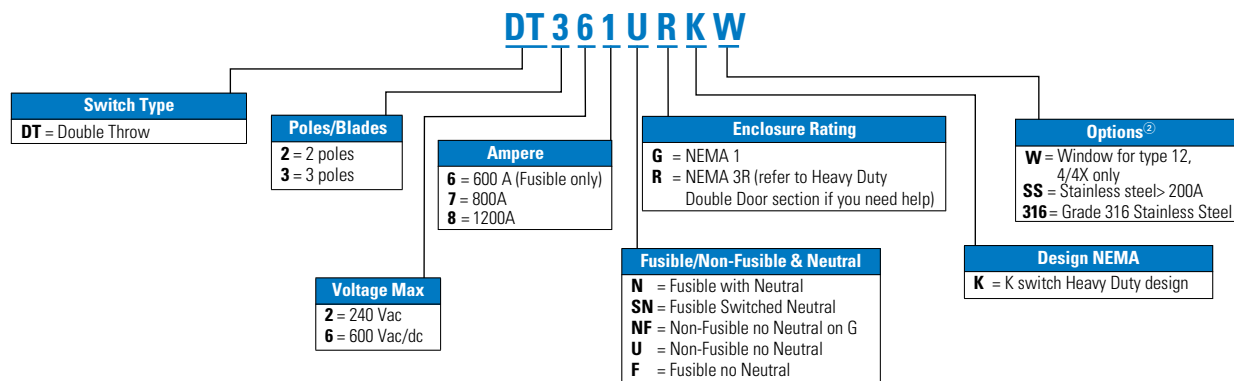 DT 3 6 1 U R K W
Switch Type
DT = Double Throw
Poles/Blades
2 = 2 poles
3 = 3 poles
Voltage Max
2 = 240 Vac
6 = 600 Vac/dc
Ampere
6 = 600 A (Fusible only)
7 = 800A
8 = 1200A
Fusible/Non-Fusible & Neutral
N = Fusible with Neutral
SN = Fusible Switched Neutral
NF = Non-Fusible no Neutral on G
U = Non-Fusible no Neutral
F = Fusible no Neutral
Enclosure Rating
G = NEMA 1
R = NEMA 3R (refer to Heavy Duty
Double Door section if you need help)
Design NEMA
K = K switch Heavy Duty design
Options②
W = Window for type 12,
4/4X only
SS = Stainless steel> 200A
316 = Grade 316 Stainless Steel